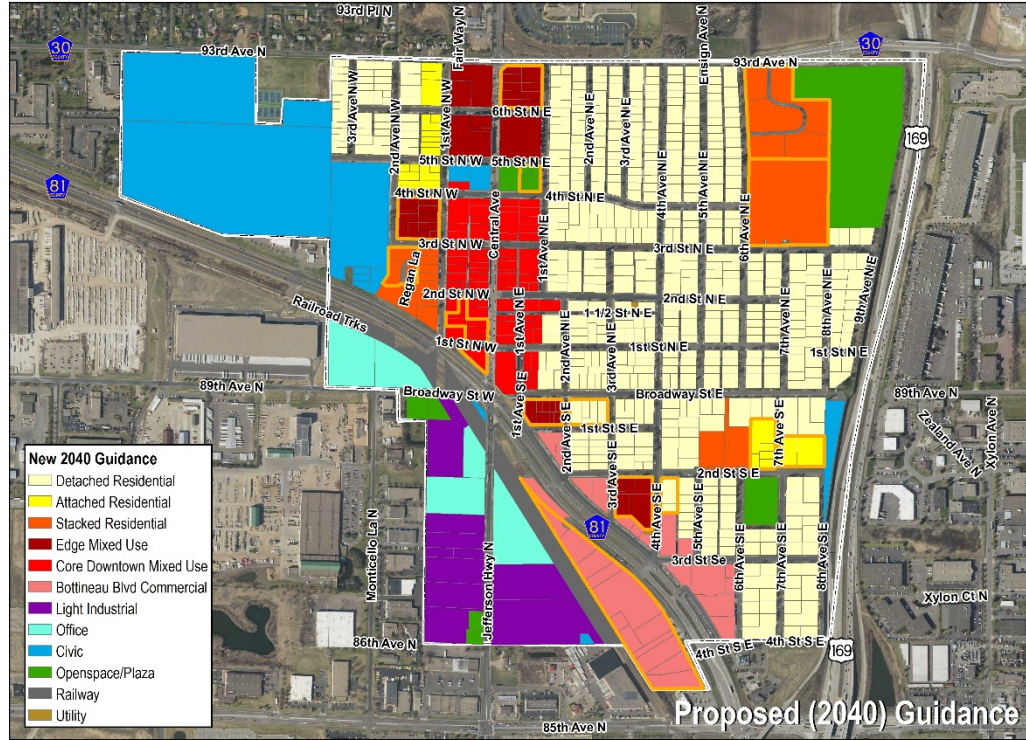 93rd Pl N
Fair Way N
Ensign Ave N
30
COUNTY
93rd Ave N
30
COUNTY
93rd Ave N
3rd Ave N W
2nd Ave N W
1st Ave N W
6th St N E
2nd Ave N E
3rd Ave N E
169
81
COUNTY
5th St N W
5th St N E
4th Ave N E
5th Ave N E
4th St N W
4th St N E
6th Ave N E
Central Ave
3rd St N W
1st Ave N E
3rd St N E
Regan La
7th Ave N E
8th Ave N E
9th Ave N E
2nd St N W
2nd St N E
Railroad Trks
1-1/2 St N E
1st St N W
1st Ave N E
2nd Ave N E
3rd Ave N E
1st St N E
1st St N E
89th Ave N
Broadway St W
Broadway St E
89th Ave N
1st Ave S E
2nd Ave S E
1st St S E
7th Ave S E
Zealand Ave N
Xylon Ave N
New 2040 Guidance
Detached Residential
Attached Residential
Stacked Residential
Edge Mixed Use
Core Downtown Mixed Use
Bottineau Blvd Commercial
Light Industrial
Office
Civic
Openspace/Plaza
Railway
Utility
2nd St S E
3rd Ave S E
4th Ave S E
5th Ave S E
81
COUNTY
Monticello La N
Jefferson Hwy N
3rd St Se
6th Ave S E
7th Ave S E
8th Ave S E
Xylon Ct N
86th Ave N
4th St S E
4th St S E
169
85th Ave N
Proposed (2040) Guidance